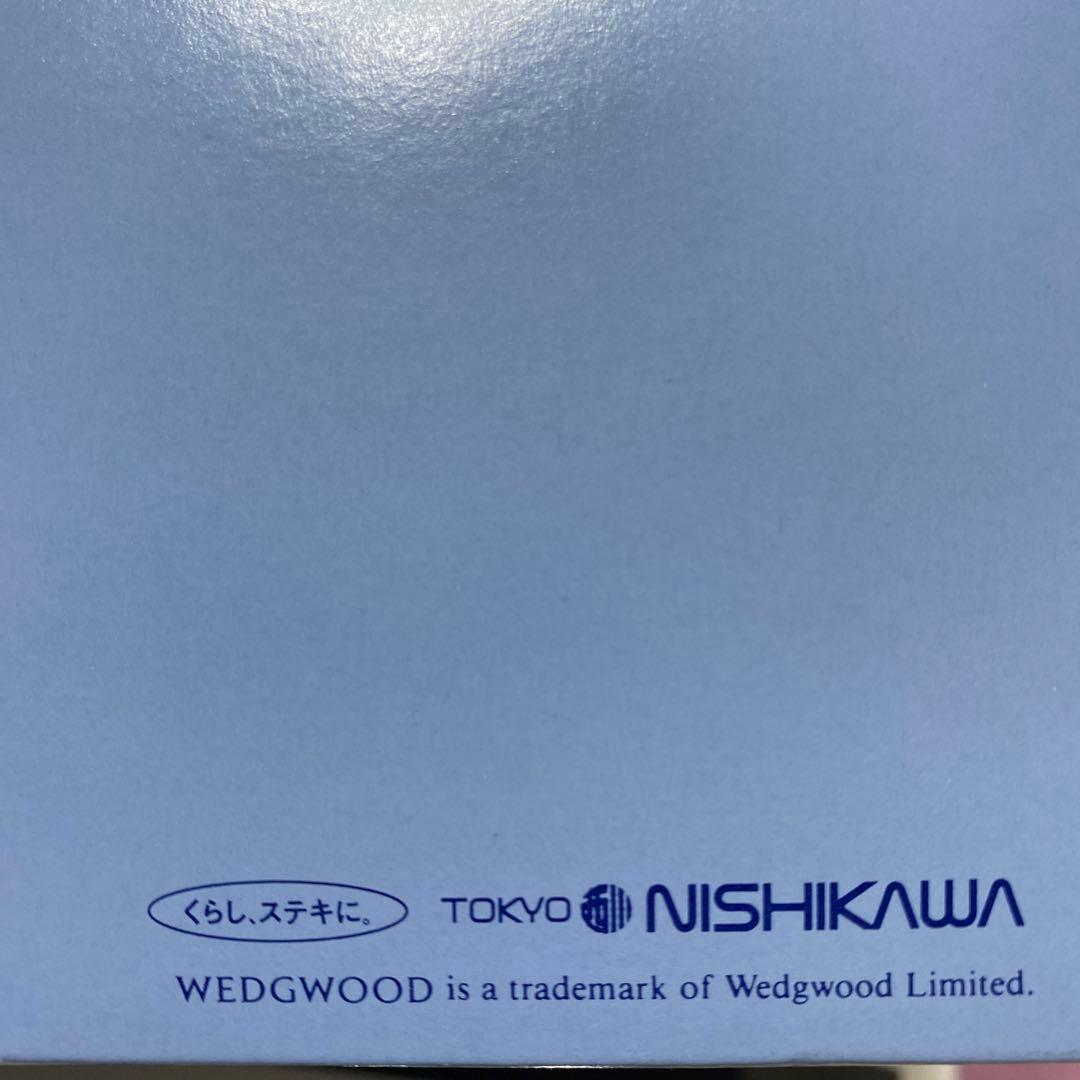 くらし、ステキに。 TOKYO NISHIKAWA
WEDGWOOD is a trademark of Wedgwood Limited.